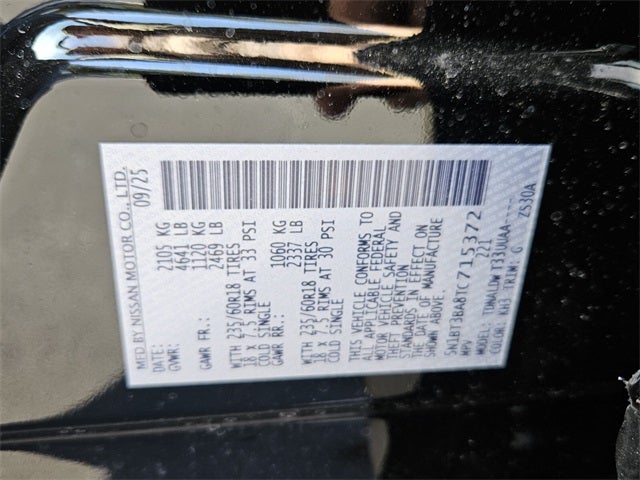 MFD BY NISSAN MOTOR CO., LTD.
DATE: 09/25
GVWR: 2105 KG
4641 LB
GAWR FR.: 1120 KG
2469 LB
WITH 235/60R18 TIRES
18 X 7.5 RIMS AT 33 PSI
COLD SINGLE
GAWR RR.: 1060 KG
2337 LB
WITH 235/60R18 TIRES
18 X 7.5 RIMS AT 30 PSI
COLD SINGLE
THIS VEHICLE CONFORMS TO
ALL APPLICABLE FEDERAL
MOTOR VEHICLE SAFETY AND
THEFT PREVENTION
STANDARDS IN EFFECT ON
THE DATE OF MANUFACTURE
SHOWN ABOVE.
5N1BT3BA8TC715372
MPV 221
MODEL:
COLOR: KH3 TRIM: G ZS30A